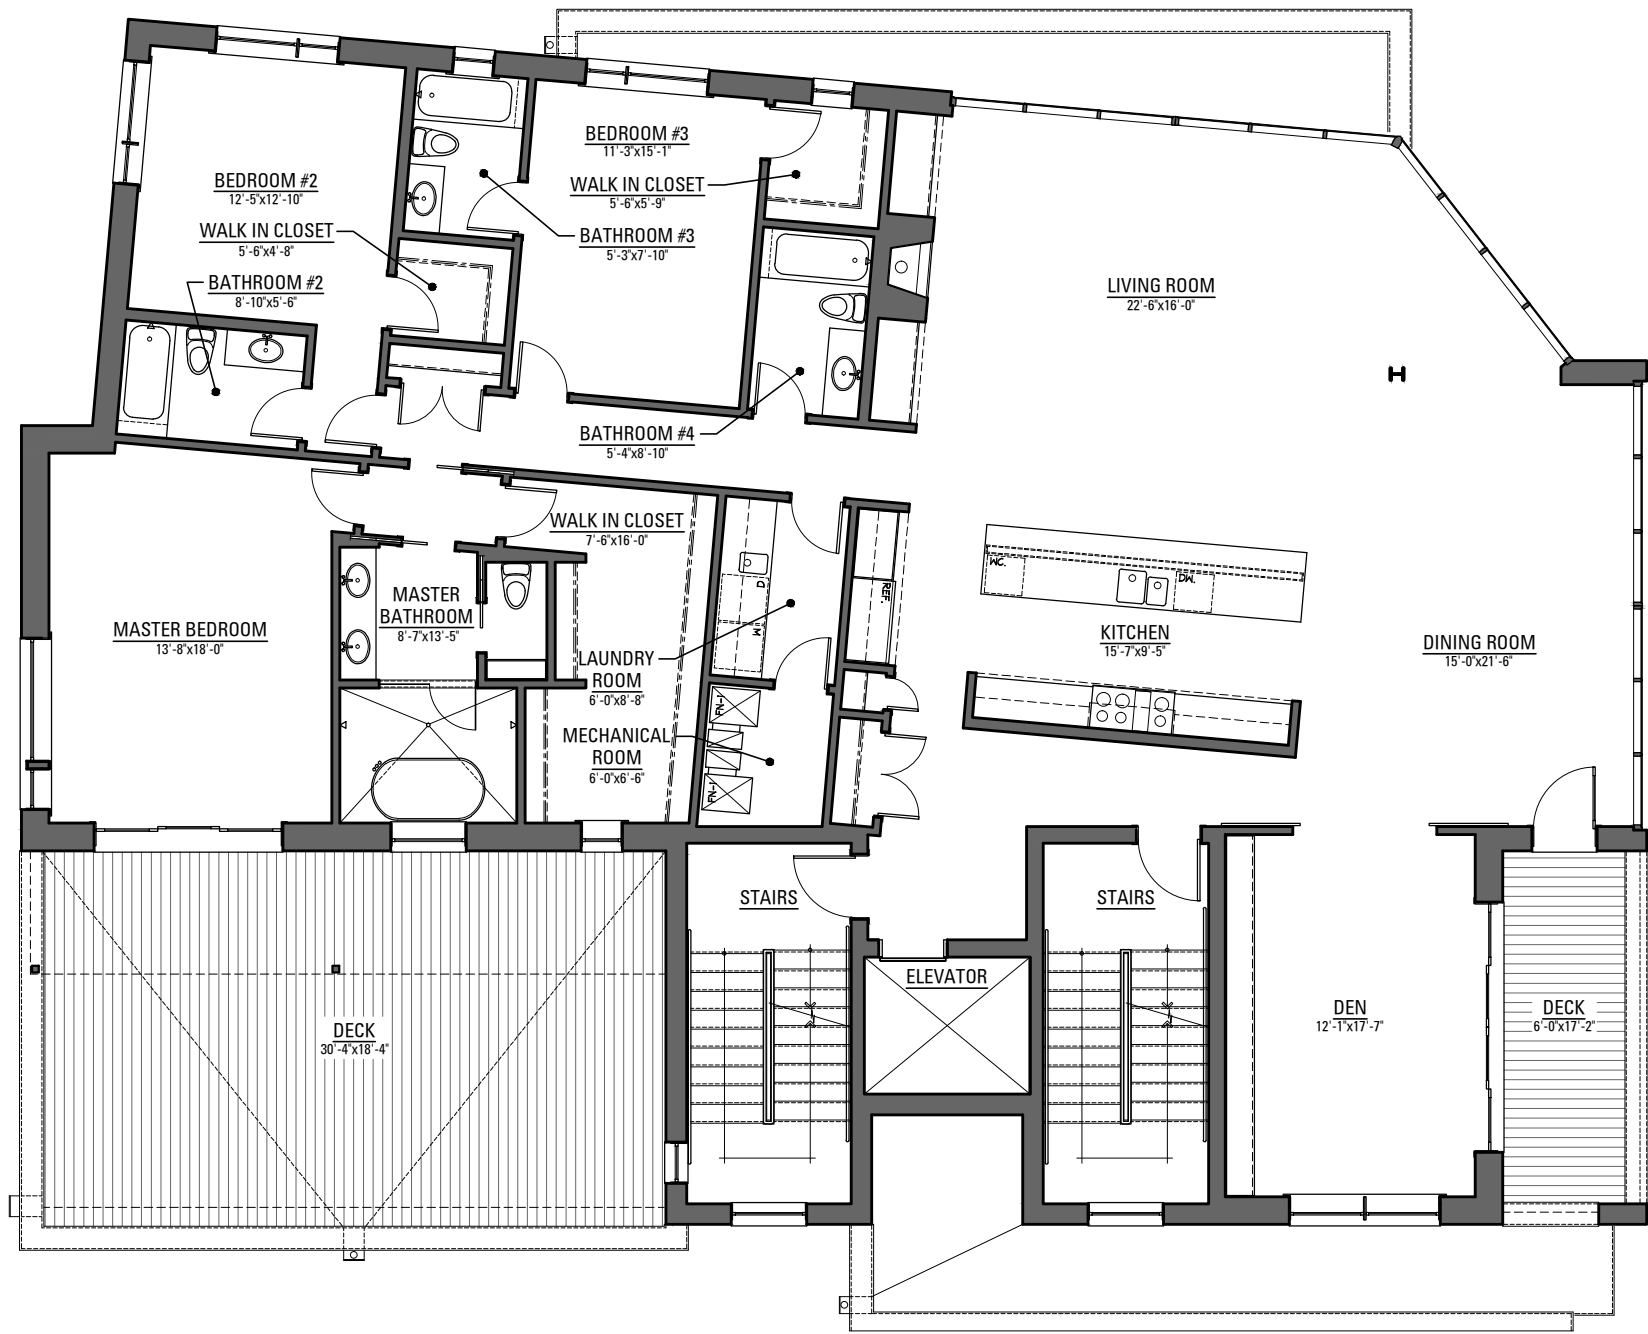 BEDROOM #3
11'-3"x15'-1"
BEDROOM #2
12'-5"x12'-10"
WALK IN CLOSET
5'-6"x5'-9"
WALK IN CLOSET
5'-6"x4'-8"
BATHROOM #3
5'-3"x7'-10"
BATHROOM #2
8'-10"x5'-6"
LIVING ROOM
22'-6"x16'-0"
BATHROOM #4
5'-4"x8'-10"
WALK IN CLOSET
7'-6"x16'-0"
WC.
DW.
D
REF.
MASTER
BATHROOM
8'-7"x13'-5"
MASTER BEDROOM
13'-8"x18'-0"
KITCHEN
15'-7"x9'-5"
DINING ROOM
15'-0"x21'-6"
M
LAUNDRY
ROOM
6'-0"x8'-8"
FN-1
MECHANICAL
ROOM
6'-0"x6'-6"
FN-1
STAIRS
STAIRS
ELEVATOR
DECK
30'-4"x18'-4"
DEN
12'-1"x17'-7"
DECK
6'-0"x17'-2"